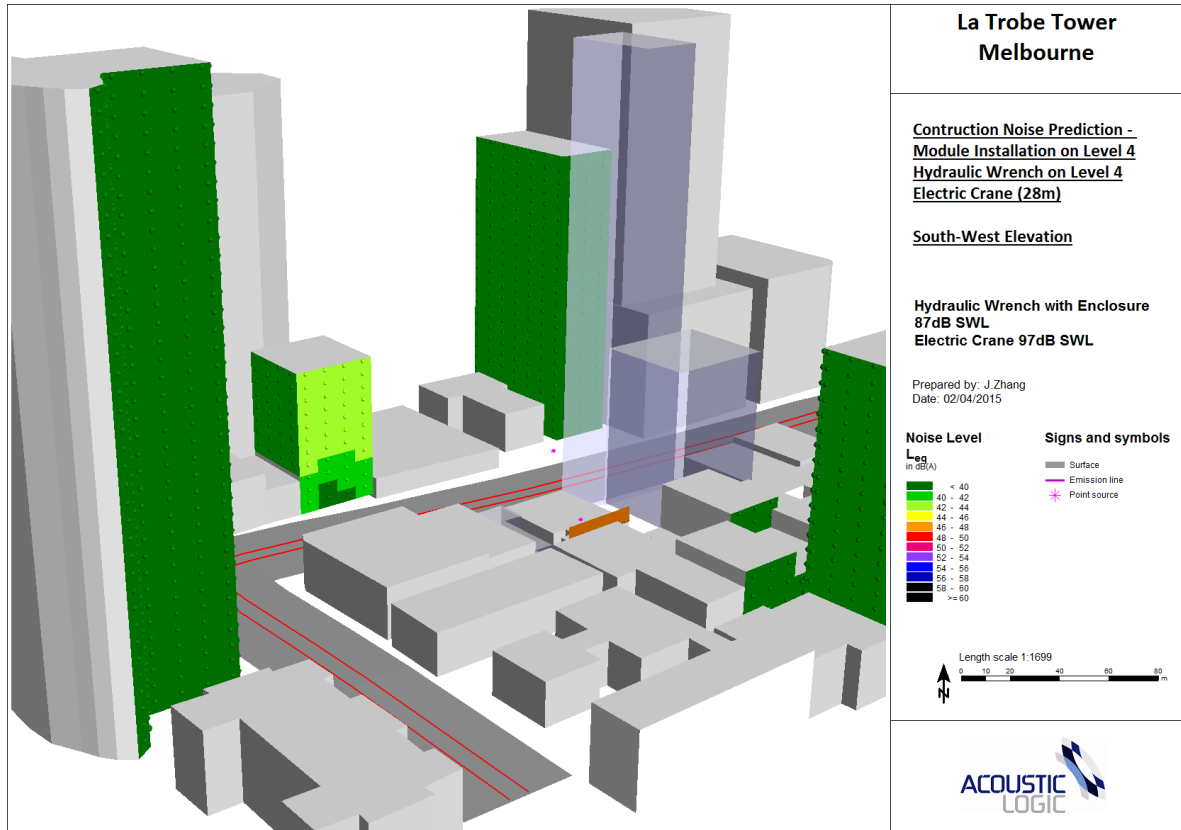 La Trobe Tower
Melbourne
Contruction Noise Prediction -
Module Installation on Level 4
Hydraulic Wrench on Level 4
Electric Crane (28m)
South-West Elevation
Hydraulic Wrench with Enclosure
87dB SWL
Electric Crane 97dB SWL
Prepared by: J.Zhang
Date: 02/04/2015
Noise Level
Leq
in dB(A)
< 40
40 - 42
42 - 44
44 - 46
46 - 48
48 - 50
50 - 52
52 - 54
54 - 56
56 - 58
58 - 60
>= 60
Signs and symbols
Surface
Emission line
Point source
Length scale 1:1699
0 10 20 40 60 80
m
N
ACOUSTIC
LOGIC